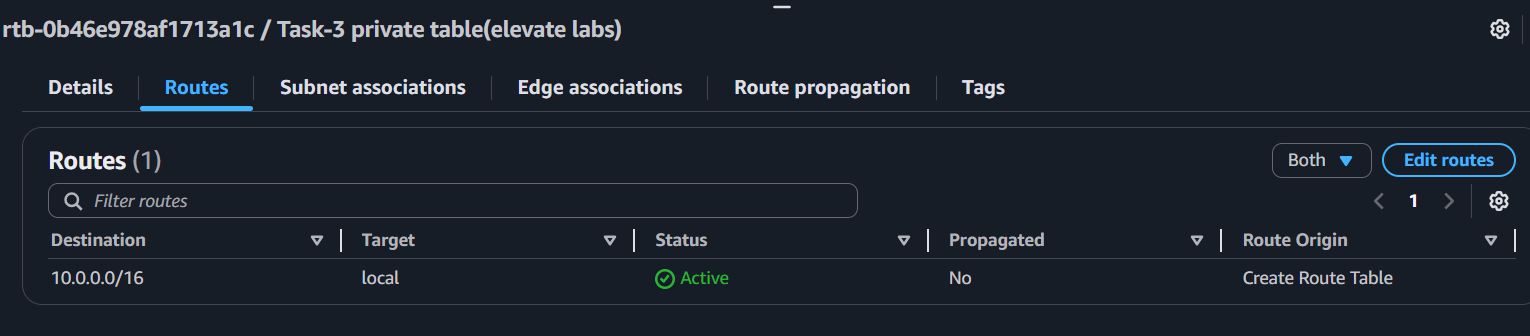 rtb-0b46e978af1713a1c / Task-3 private table(elevate labs)
Details Routes Subnet associations Edge associations Route propagation Tags
Routes (1) Both Edit routes
Filter routes 1
Destination Target Status Propagated Route Origin
10.0.0.0/16 local Active No Create Route Table